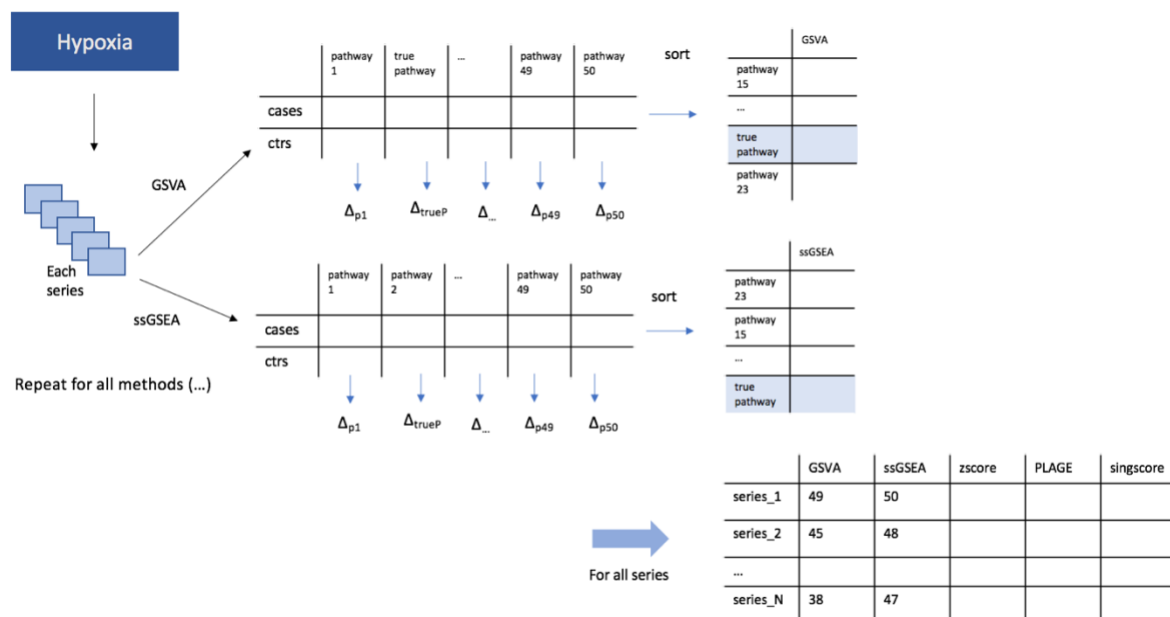 Hypoxia
GSVA
Each
series
ssGSEA
Repeat for all methods (...)
pathway
1
true
pathway
...
pathway
49
pathway
50
cases
ctrs
Δp1
ΔtrueP
Δ...
Δp49
Δp50
sort
GSVA
pathway
15
...
true
pathway
pathway
23
pathway
1
pathway
2
...
pathway
49
pathway
50
cases
ctrs
Δp1
ΔtrueP
Δ...
Δp49
Δp50
sort
ssGSEA
pathway
23
pathway
15
...
true
pathway
For all series
GSVA ssGSEA zscore PLAGE singscore
series_1 49 50
series_2 45 48
...
series_N 38 47